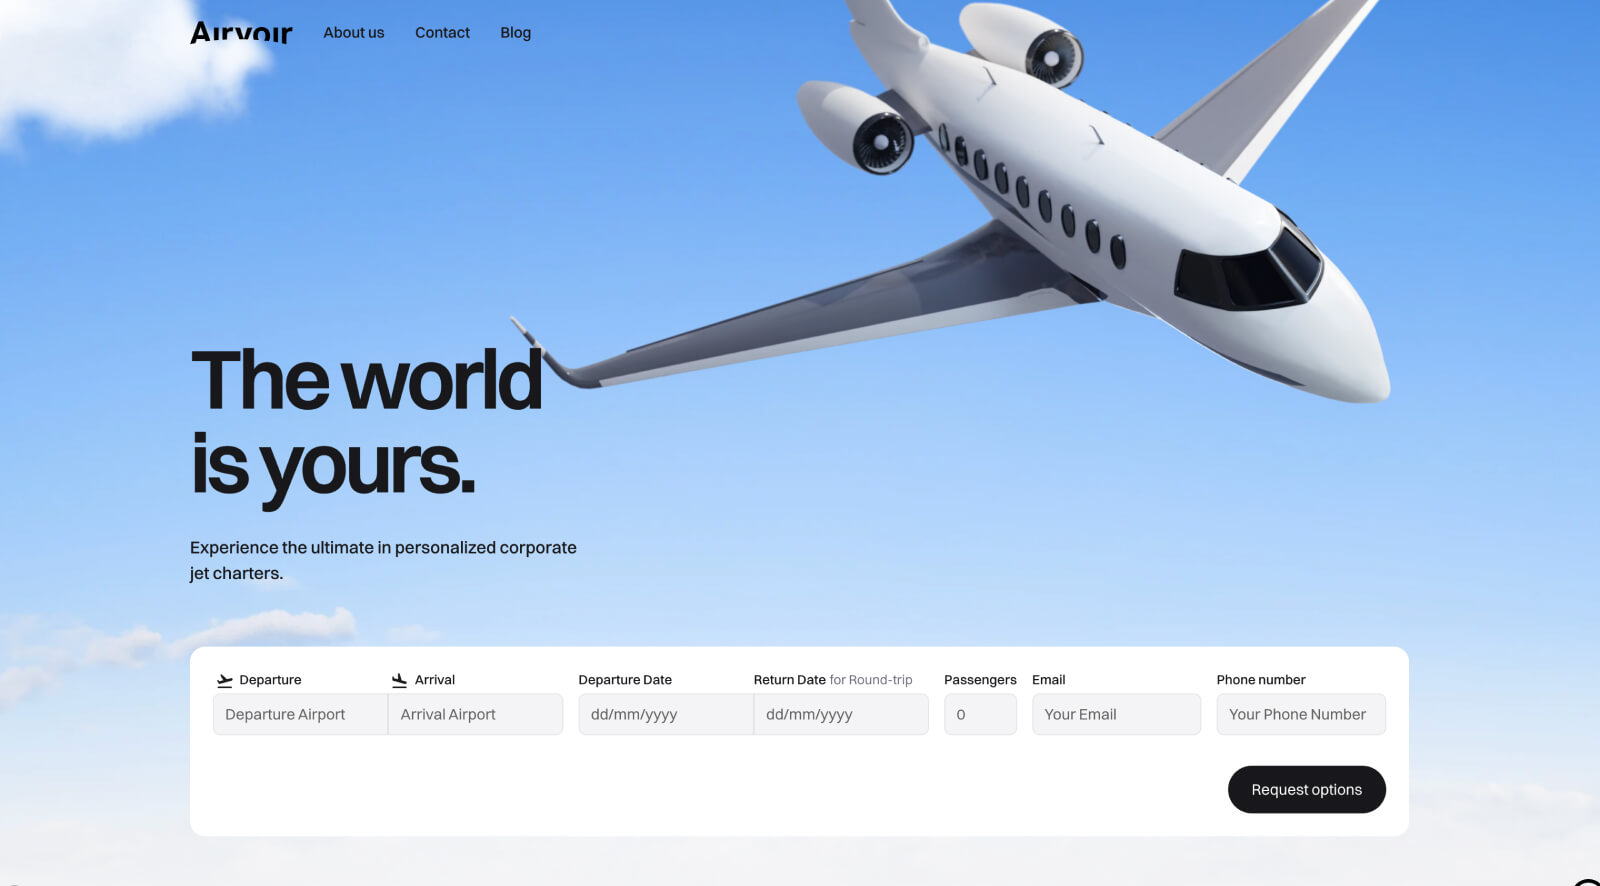 Airvoir
About us
Contact
Blog
The world
is yours.
Experience the ultimate in personalized corporate
jet charters.
Departure
Arrival
Departure Date
Return Date for Round-trip
Passengers
Email
Phone number
Departure Airport
Arrival Airport
dd/mm/yyyy
dd/mm/yyyy
0
Your Email
Your Phone Number
Request options